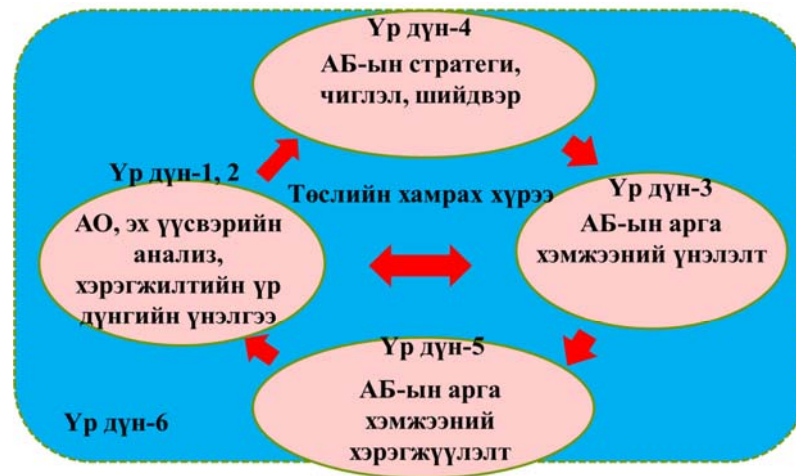 Үр дүн-4
АБ-ын стратеги,
чиглэл, шийдвэр
Үр дүн-1, 2
АО, эх үүсвэрийн
анализ,
хэрэгжилтийн үр
дүнгийн үнэлгээ
Төслийн хамрах хүрээ
Үр дүн-3
АБ-ын арга
хэмжээний үнэлэлт
Үр дүн-5
АБ-ын арга
хэмжээний
хэрэгжүүлэлт
Үр дүн-6